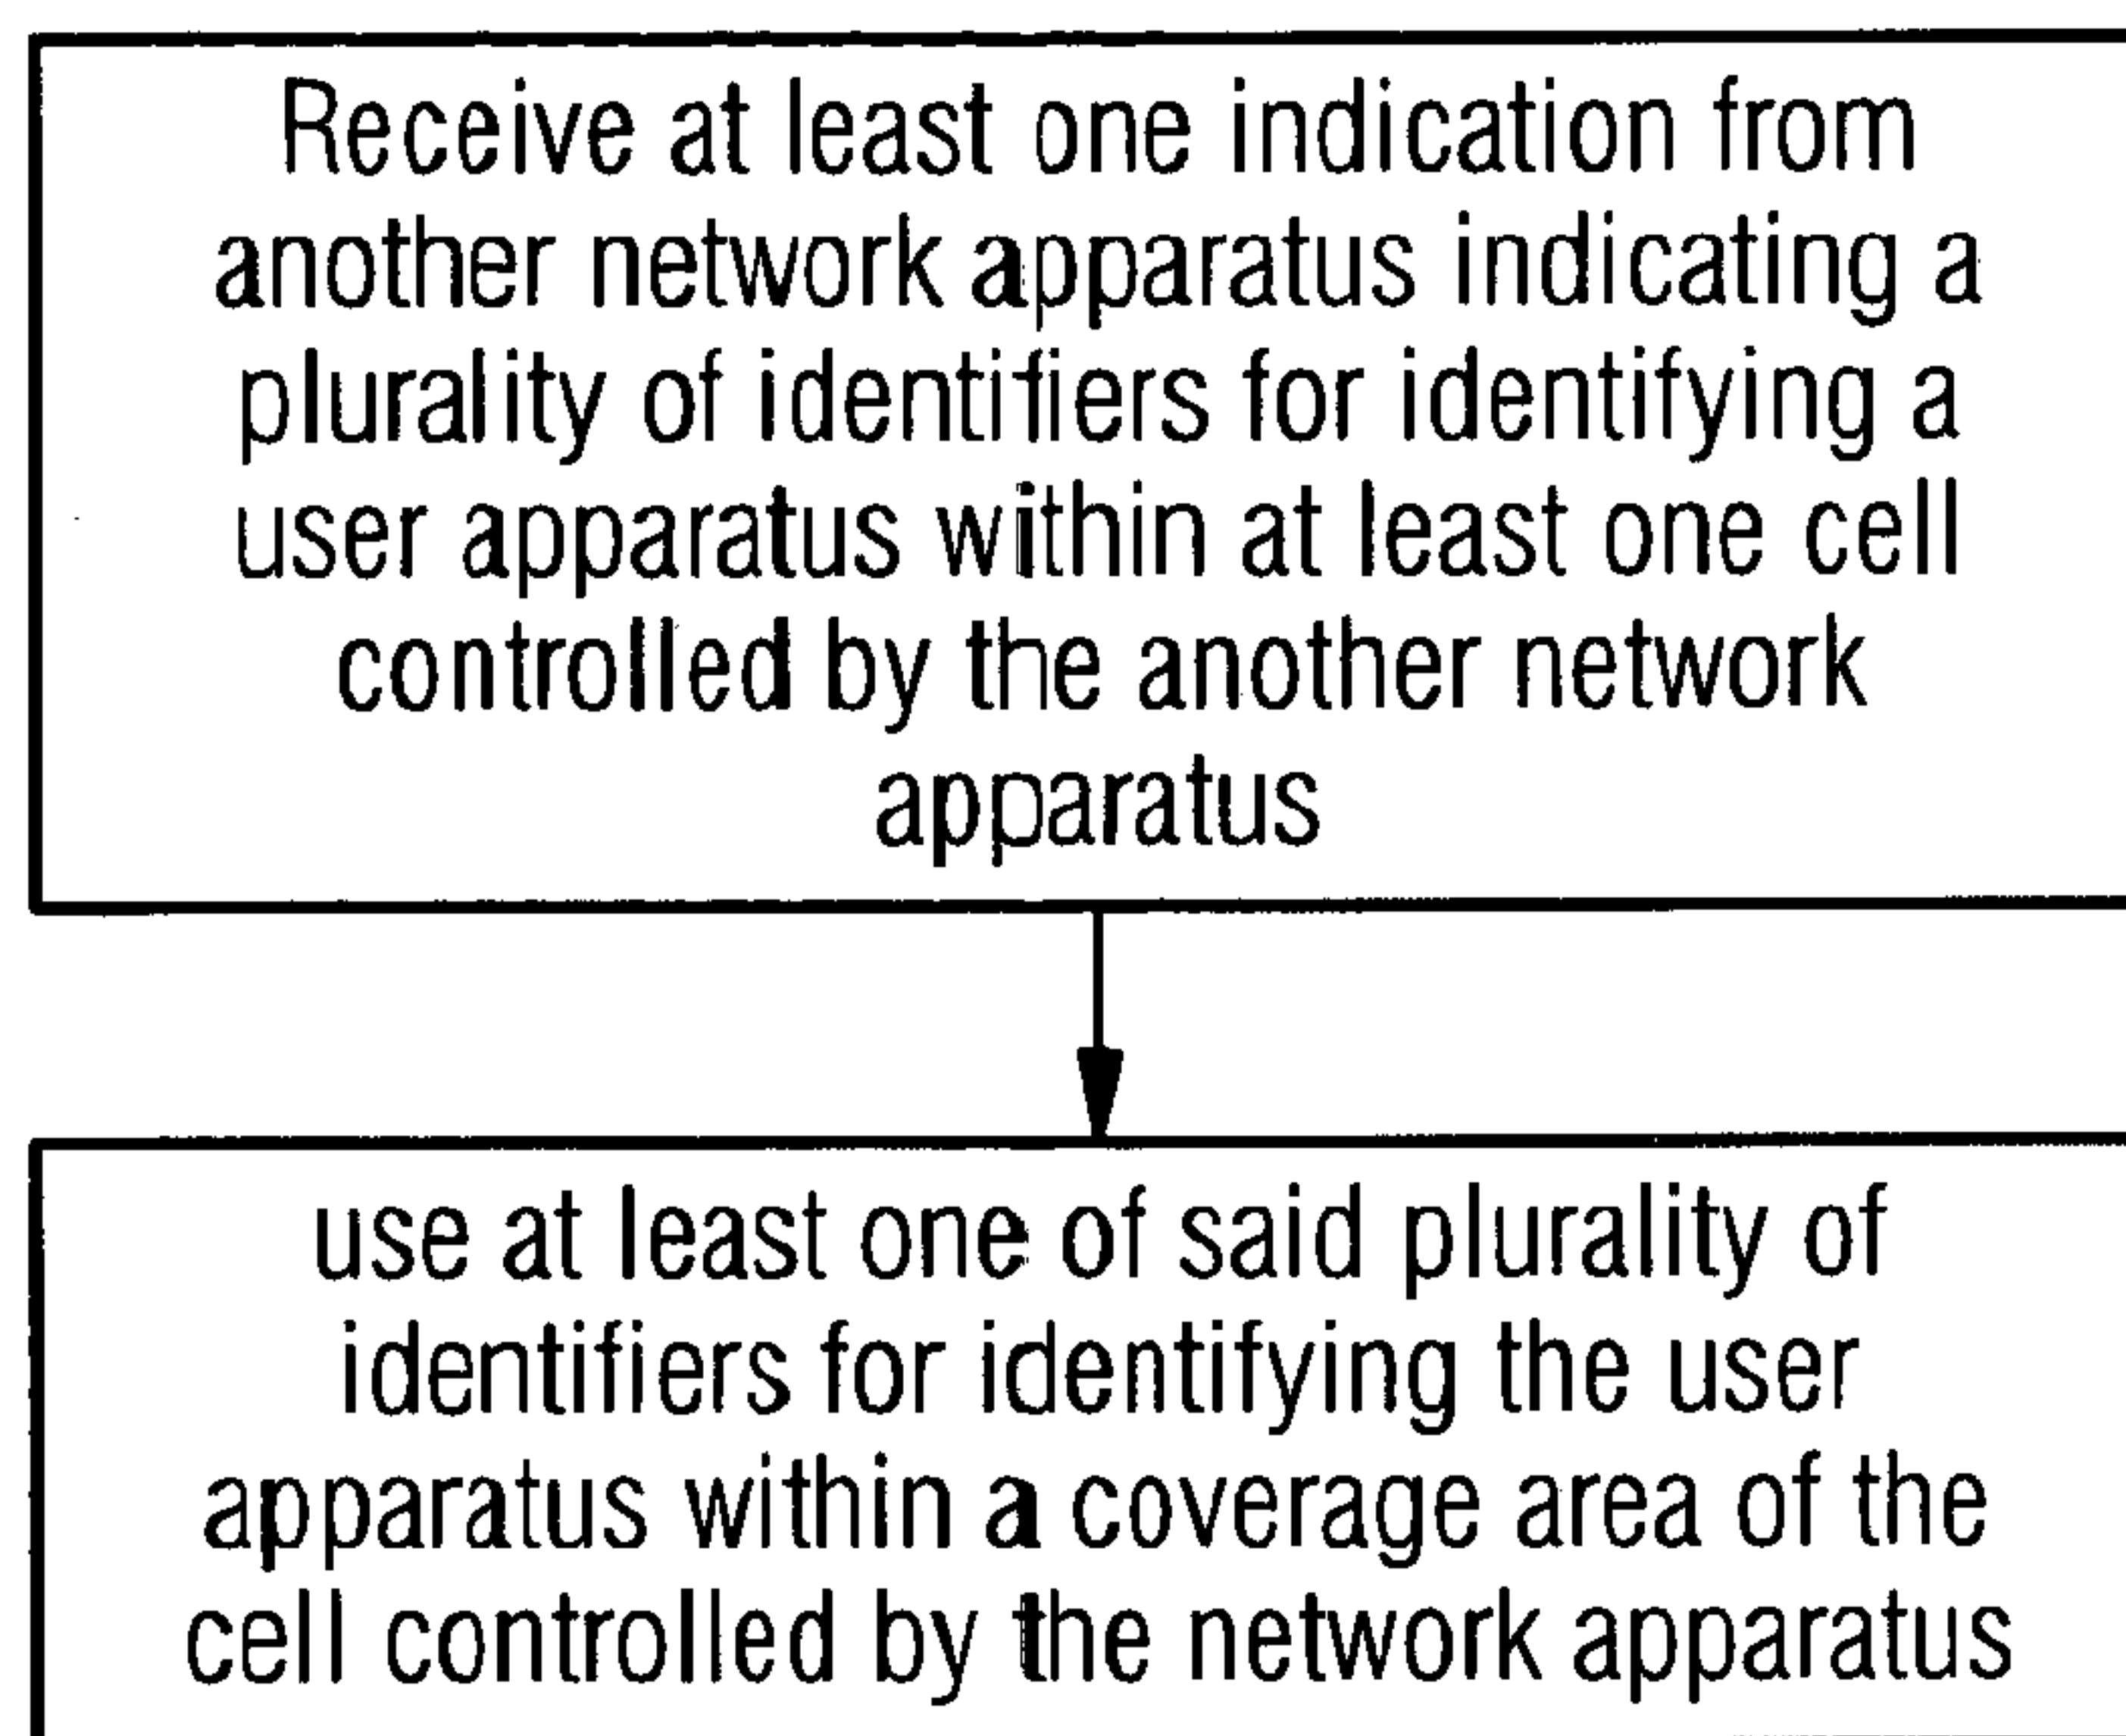 Receive at least one indication from
another network apparatus indicating a
plurality of identifiers for identifying a
user apparatus within at least one cell
controlled by the another network
apparatus
use at least one of said plurality of
identifiers for identifying the user
apparatus within a coverage area of the
cell controlled by the network apparatus